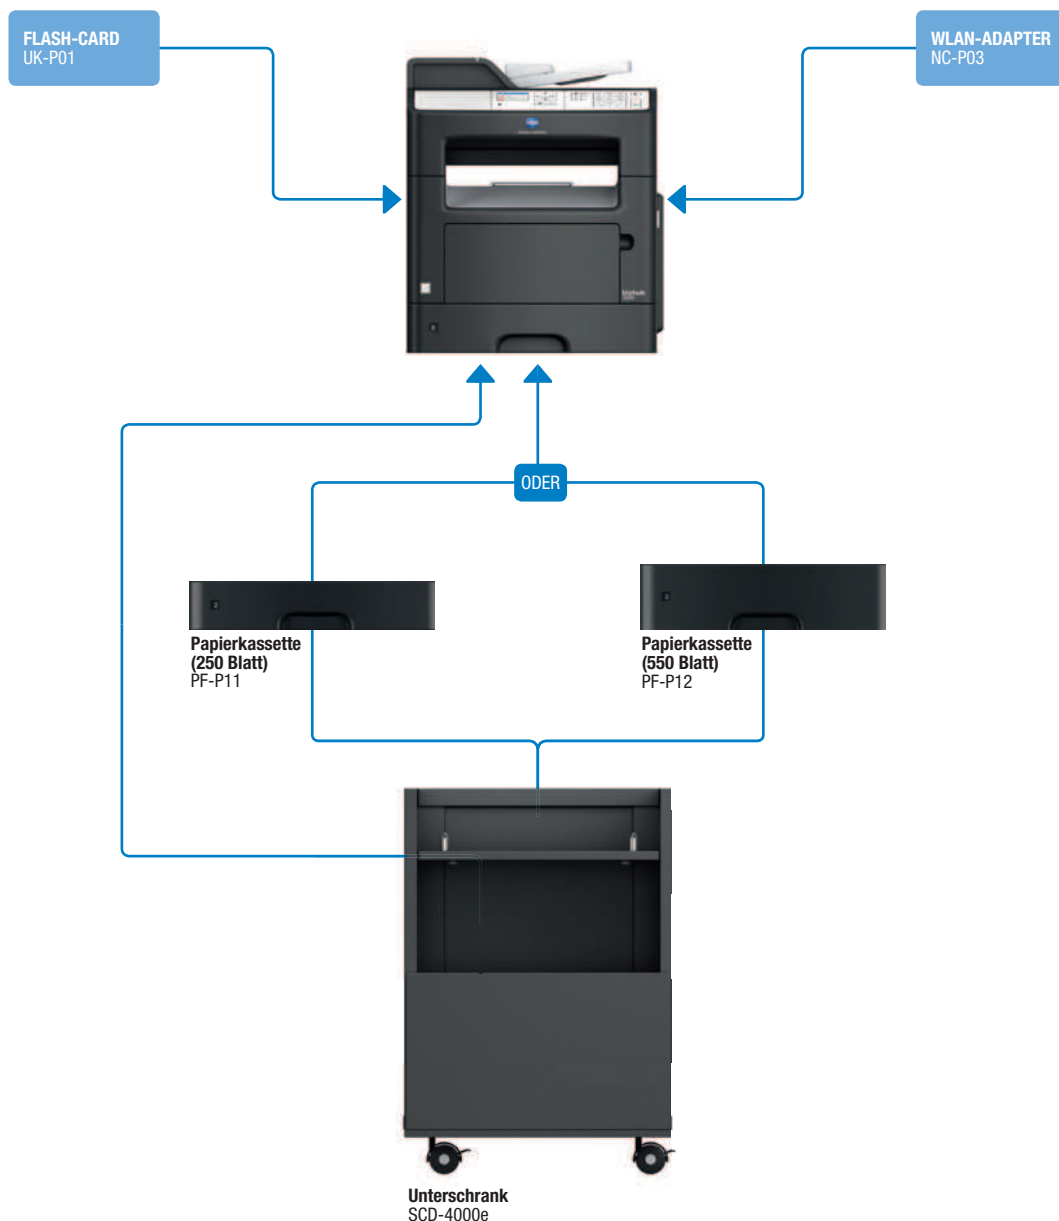 FLASH-CARD
UK-P01
WLAN-ADAPTER
NC-P03
ODER
Papierkassette
(250 Blatt)
PF-P11
Papierkassette
(550 Blatt)
PF-P12
Unterschrank
SCD-4000e